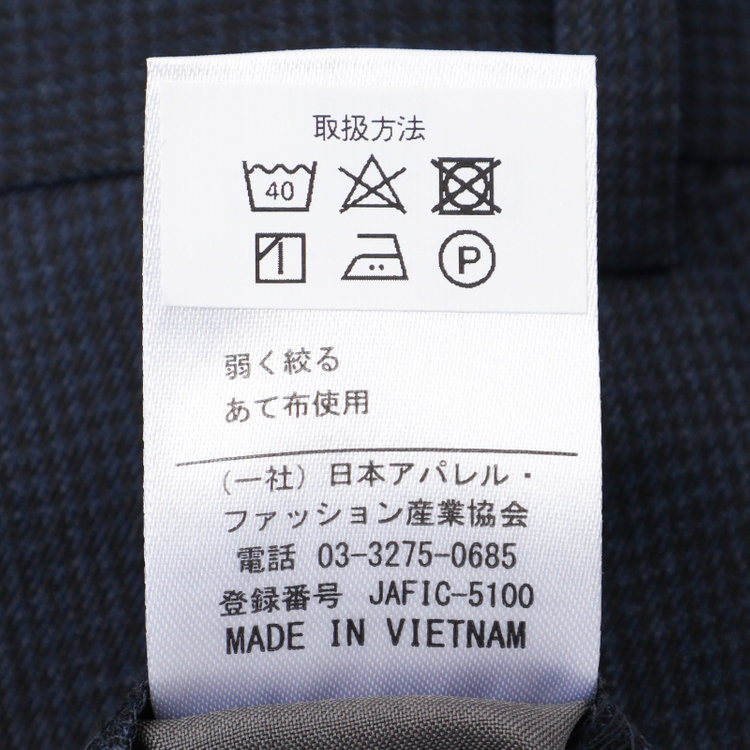 取扱方法
40
P
弱く絞る
あて布使用
(一社) 日本アパレル・
ファッション産業協会
電話 03-3275-0685
登録番号 JAFIC-5100
MADE IN VIETNAM